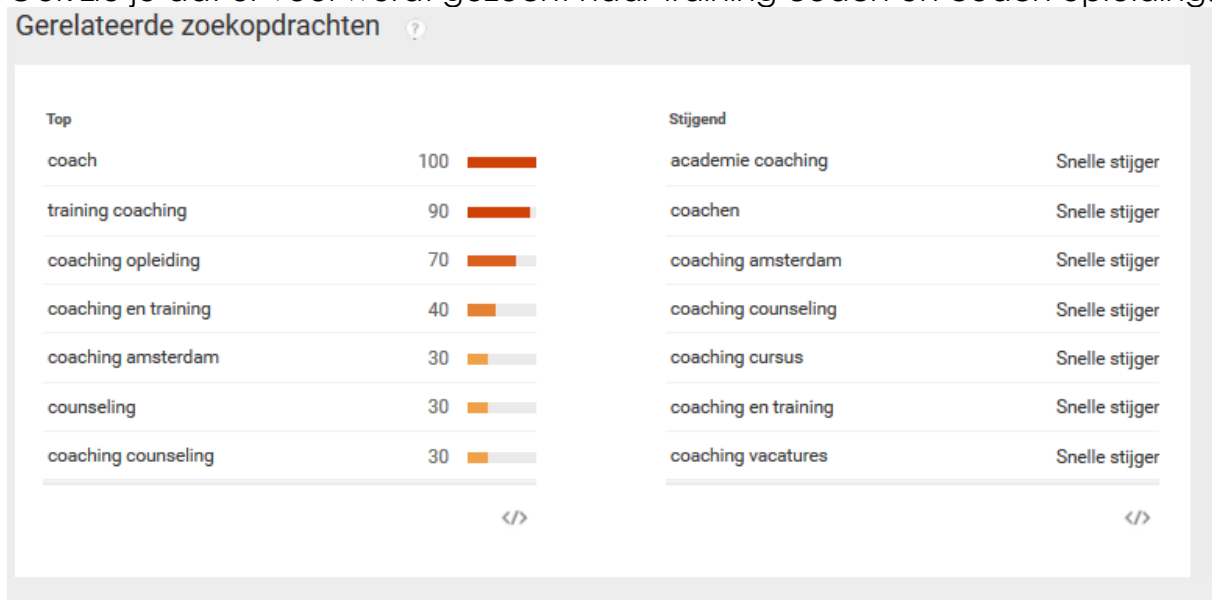 Gerelateerde zoekopdrachten ?
Top
coach 100
training coaching 90
coaching opleiding 70
coaching en training 40
coaching amsterdam 30
counseling 30
coaching counseling 30
</>
Stijgend
academie coaching Snelle stijger
coachen Snelle stijger
coaching amsterdam Snelle stijger
coaching counseling Snelle stijger
coaching cursus Snelle stijger
coaching en training Snelle stijger
coaching vacatures Snelle stijger
</>